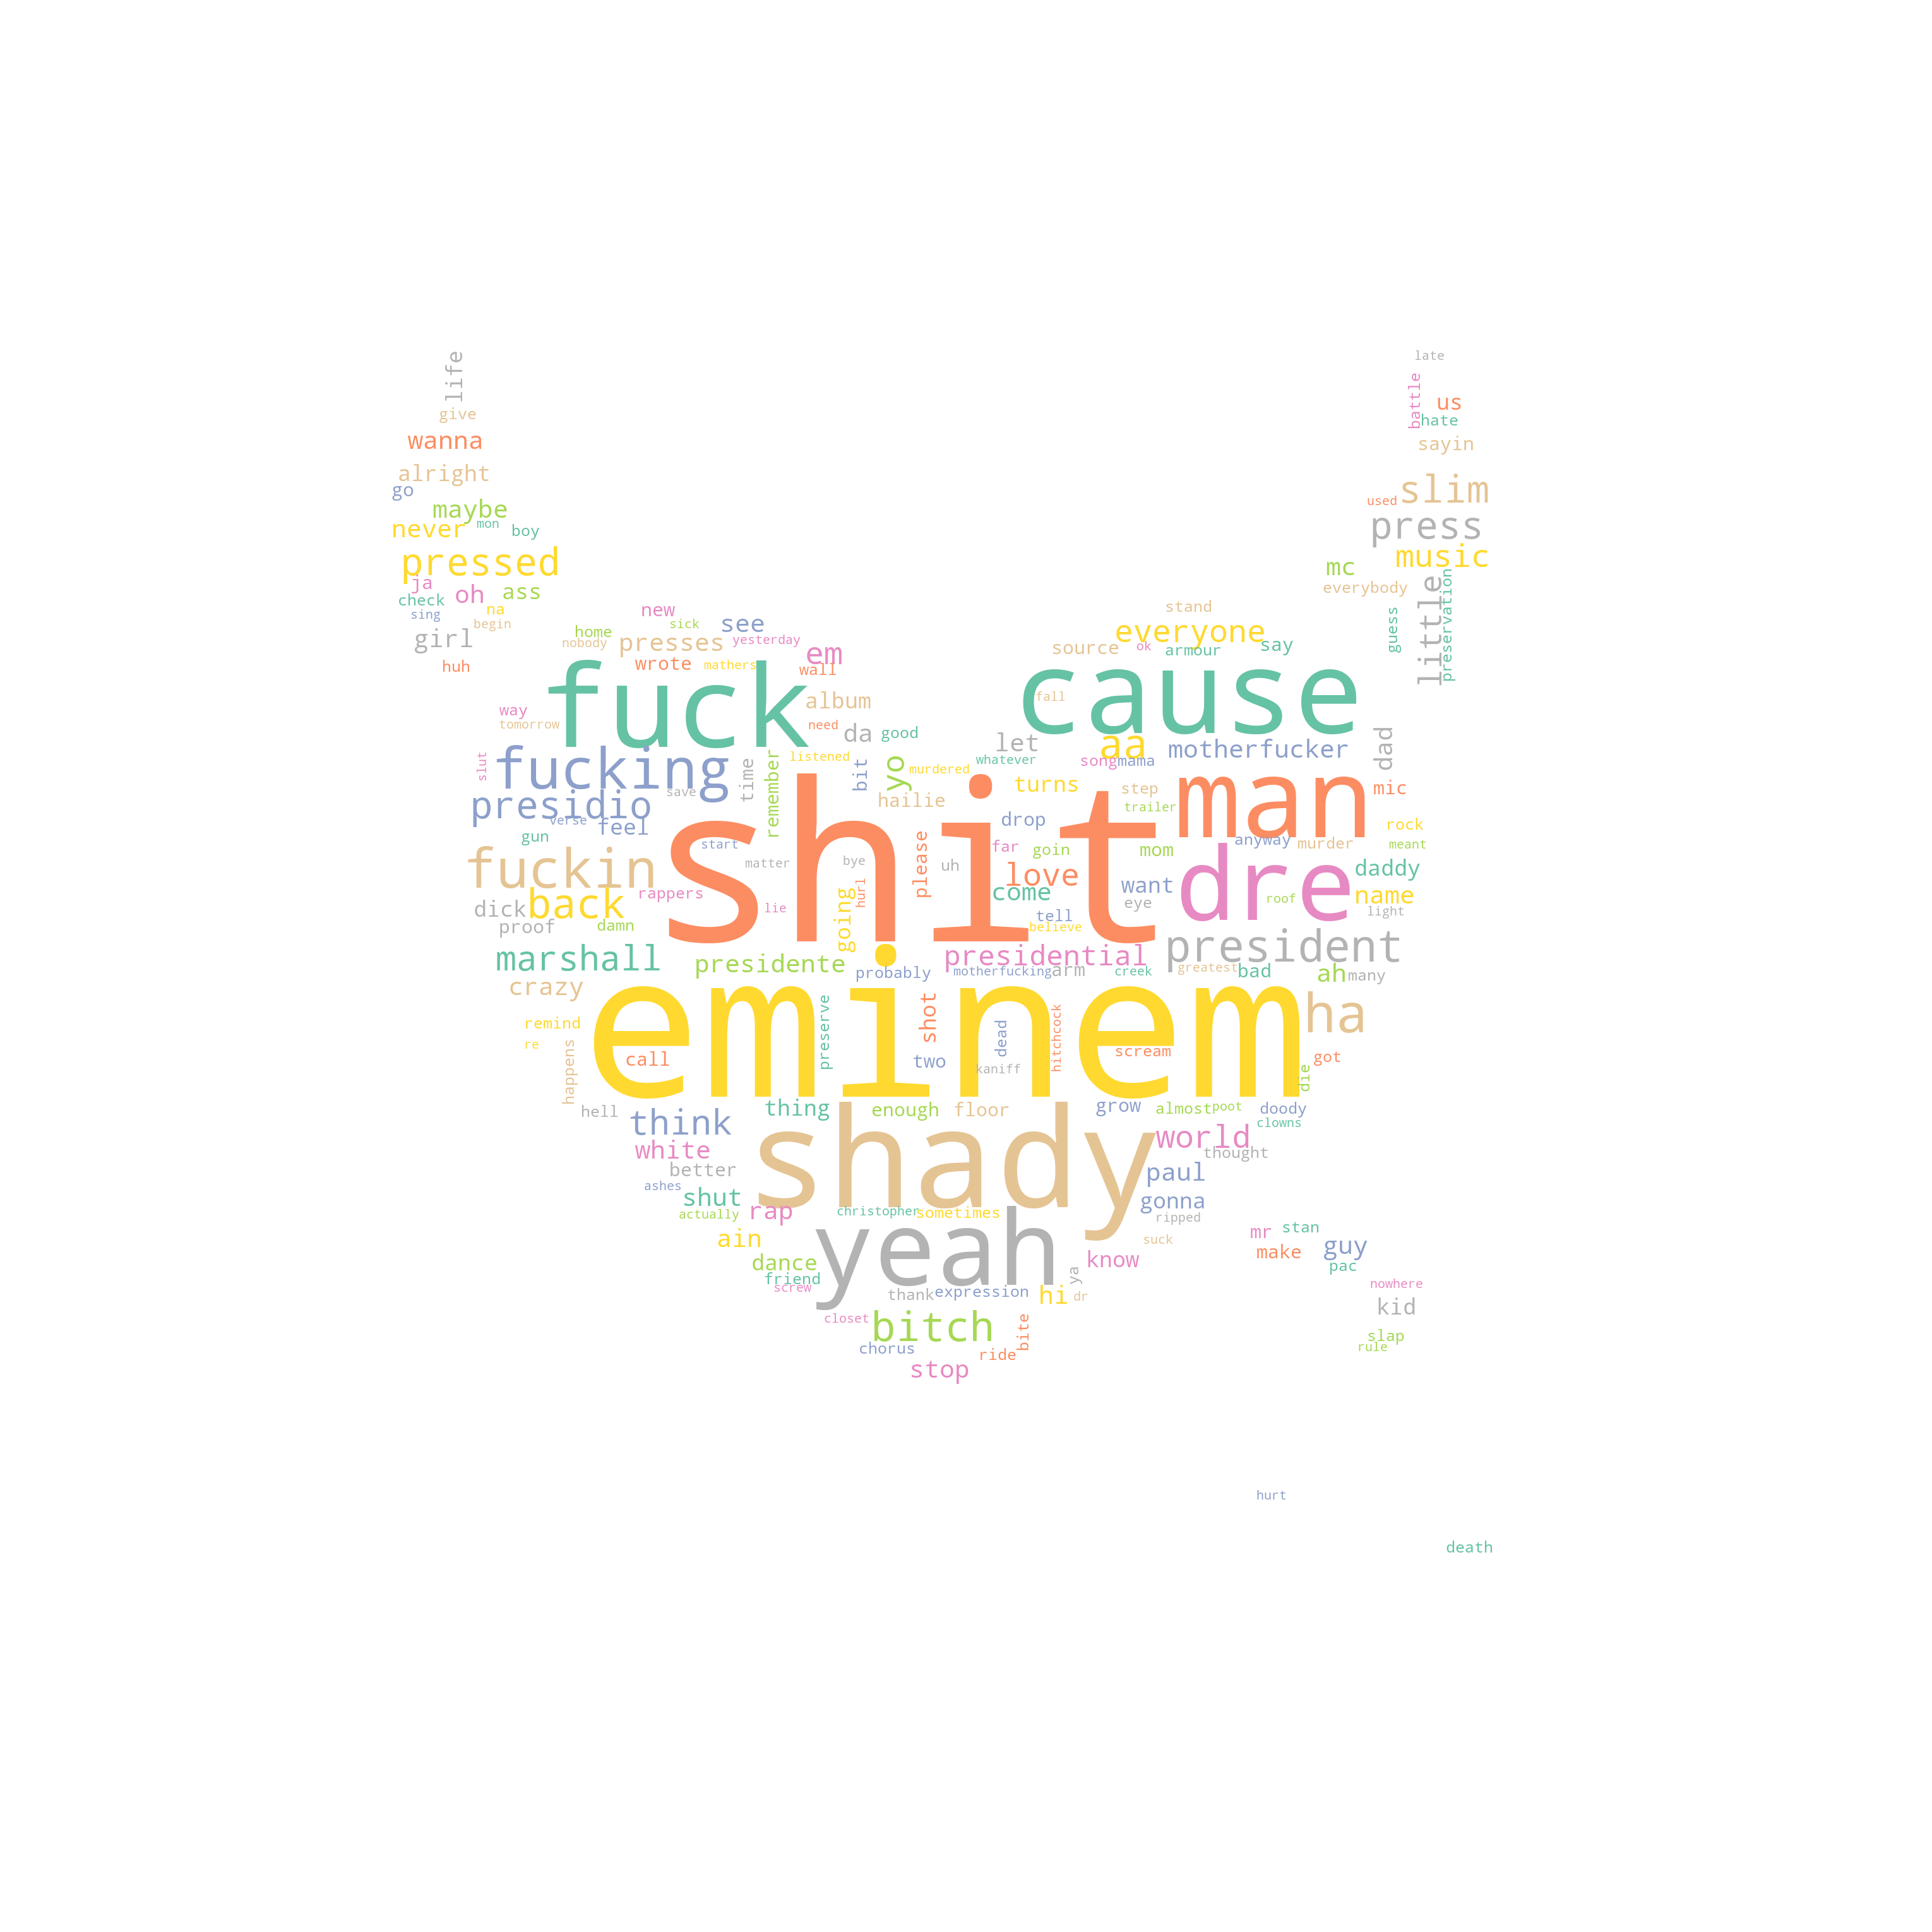 life
late
give
battle
us
hate
wanna
sayin
alright
go
slim
used
maybe
press
never
mon
boy
music
pressed
mc
ja
everybody
check
oh
ass
little
preservation
sing
na
new
stand
begin
sick
see
guess
girl
home
everyone
nobody
presses
yesterday
source
ok
armour
say
huh
wrote
mathers
em
wall
fuck
cause
fall
album
way
tomorrow
need
da
good
let
aa
motherfucker
dad
slut
fucking
time
remember
listened
bit
yo
murdered
whatever
song
mama
save
hailie
turns
step
man
mic
presidio
verse
feel
shit
drop
trailer
rock
gun
start
please
far
goin
mom
anyway
murder
meant
fuckin
matter
bye
uh
love
dre
daddy
rappers
hurl
come
want
roof
name
dick
back
lie
going
eye
light
proof
damn
tell
believe
president
marshall
presidente
presidential
probably
motherfucking
arm
creek
greatest
bad
ah
many
crazy
eminem
ha
remind
preserve
shot
dead
hitchcock
re
happens
call
two
kaniff
scream
got
die
hell
think
thing
enough
floor
grow
almost
poot
doody
clowns
white
shady
world
thought
better
ashes
paul
shut
actually
rap
christopher
sometimes
gonna
ripped
ain
yeah
suck
mr
stan
dance
know
make
guy
friend
ya
pac
screw
thank
expression
hi
dr
nowhere
closet
bitch
bite
kid
chorus
ride
slap
stop
rule
hurt
death